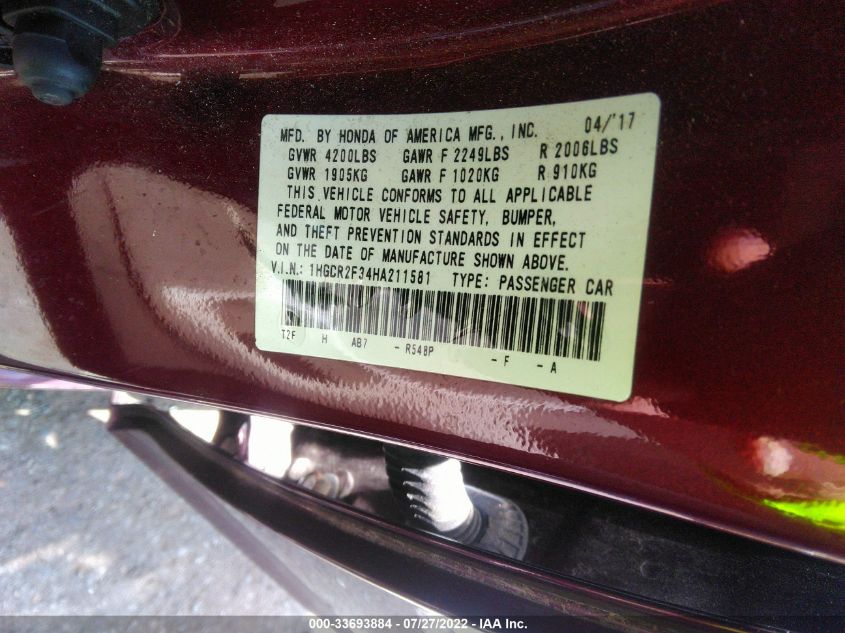 MFD. BY HONDA OF AMERICA MFG., INC. 04/'17
GVWR 4200LBS GAWR F 2249LBS R 2006LBS
GVWR 1905KG GAWR F 1020KG R 910KG
THIS VEHICLE CONFORMS TO ALL APPLICABLE
FEDERAL MOTOR VEHICLE SAFETY, BUMPER,
AND THEFT PREVENTION STANDARDS IN EFFECT
ON THE DATE OF MANUFACTURE SHOWN ABOVE.
V.I.N.: 1HGCR2F34HA211581 TYPE: PASSENGER CAR
T2F H AB7 - R548P - F - A
000-33693884 - 07/27/2022 - IAA Inc.